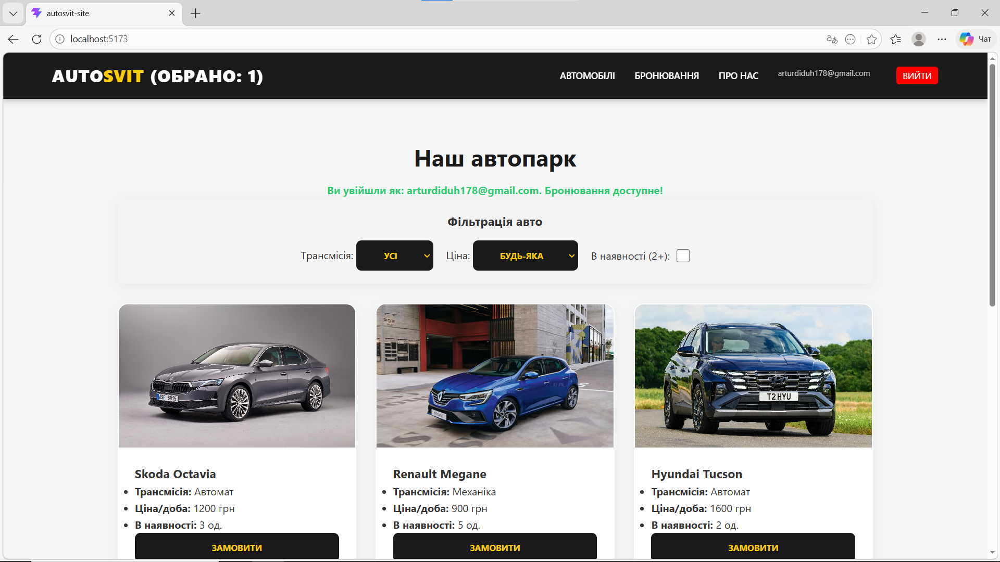 autosvit-site
localhost:5173
Чат
AUTOSVIT (ОБРАНО: 1)
АВТОМОБІЛІ БРОНЮВАННЯ ПРО НАС arturdiduh178@gmail.com ВИЙТИ
Наш автопарк
Ви увійшли як: arturdiduh178@gmail.com. Бронювання доступне!
Фільтрація авто
Трансмісія: УСІ Ціна: БУДЬ-ЯКА В наявності (2+):
6SF 5815
MEGANE
T2 HYU
Skoda Octavia
Трансмісія: Автомат
Ціна/доба: 1200 грн
В наявності: 3 од.
ЗАМОВИТИ
Renault Megane
Трансмісія: Механіка
Ціна/доба: 900 грн
В наявності: 5 од.
ЗАМОВИТИ
Hyundai Tucson
Трансмісія: Автомат
Ціна/доба: 1600 грн
В наявності: 2 од.
ЗАМОВИТИ